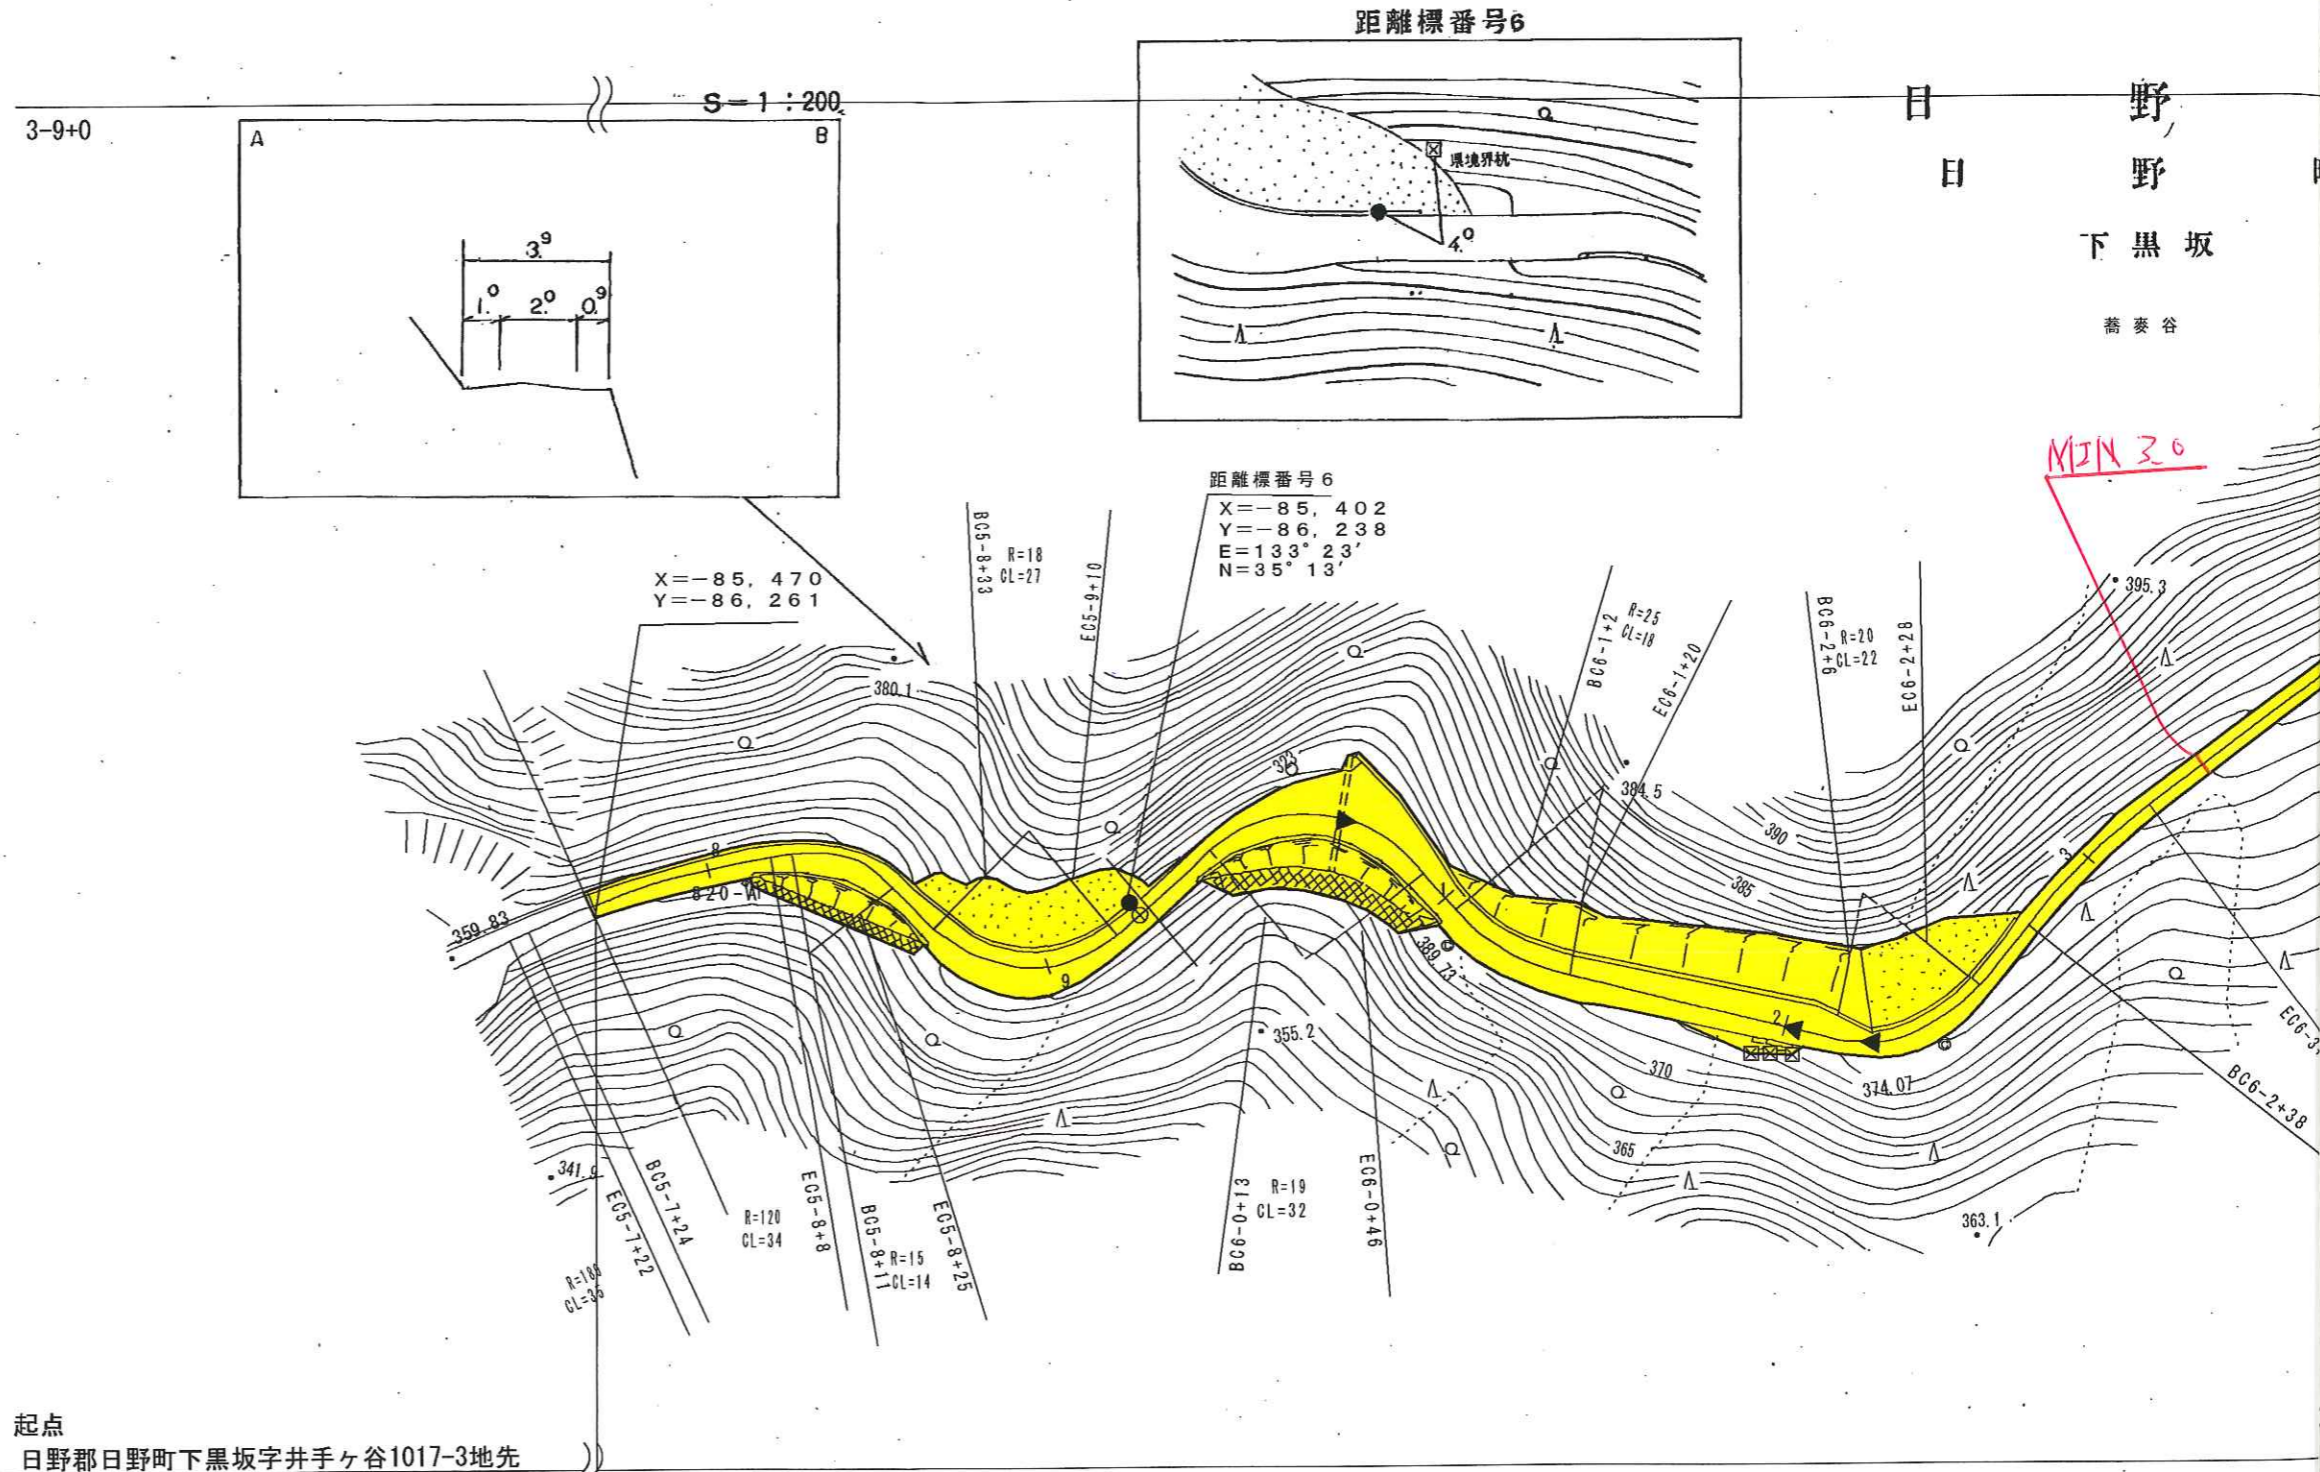 距離標番号6
S=1:200
日 野
3-9+0
A B
県境界杭
日 野
3.9
4.0
下 黒 坂
1.0 2.0 0.9
蕎 麥 谷
MIN 3.0
距離標番号6
X=-85, 402
Y=-86, 238
E=133° 23′
N=35° 13′
BC5-8+33
R=18
CL=27
EC5-9+10
X=-85, 470
Y=-86, 261
BC6-1+2
R=25
CL=18
EC6-1+20
BC6-2+6
R=20
CL=22
EC6-2+28
395.3
380.1
323
384.5
390
385
8
820-A
359.83
1
3
9
389.73
2
355.2
370
374.07
365
363.1
341.9
EC5-7+22
BC5-7+24
R=120
CL=34
EC5-8+8
BC5-8+11
R=15
CL=14
EC5-8+25
BC6-0+13
R=19
CL=32
EC6-0+46
BC6-2+38
起点
日野郡日野町下黒坂字井手ヶ谷1017-3地先